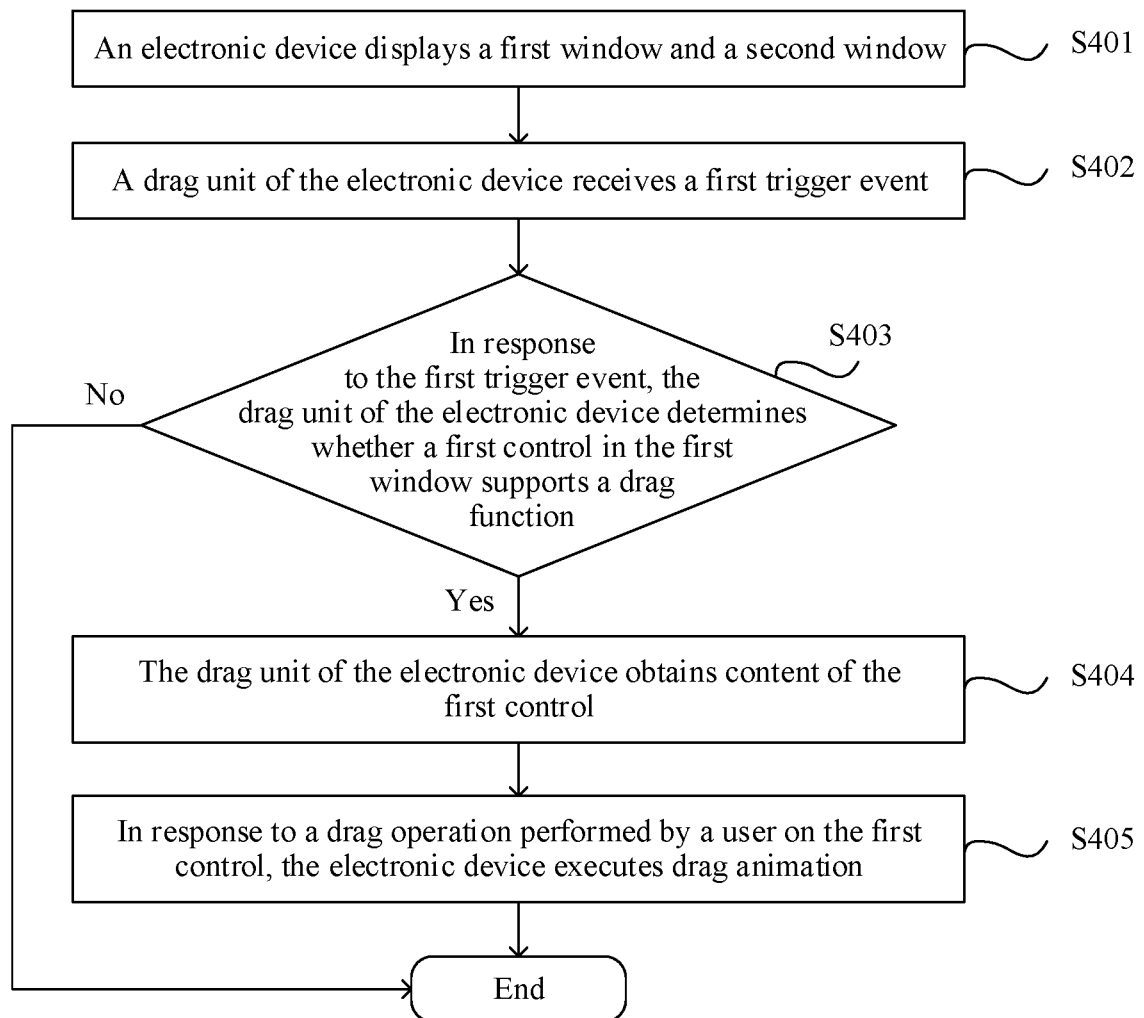 An electronic device displays a first window and a second window
S401
A drag unit of the electronic device receives a first trigger event
S402
In response
to the first trigger event, the
drag unit of the electronic device determines
whether a first control in the first
window supports a drag
function
S403
No
Yes
The drag unit of the electronic device obtains content of the
first control
S404
In response to a drag operation performed by a user on the first
control, the electronic device executes drag animation
S405
End